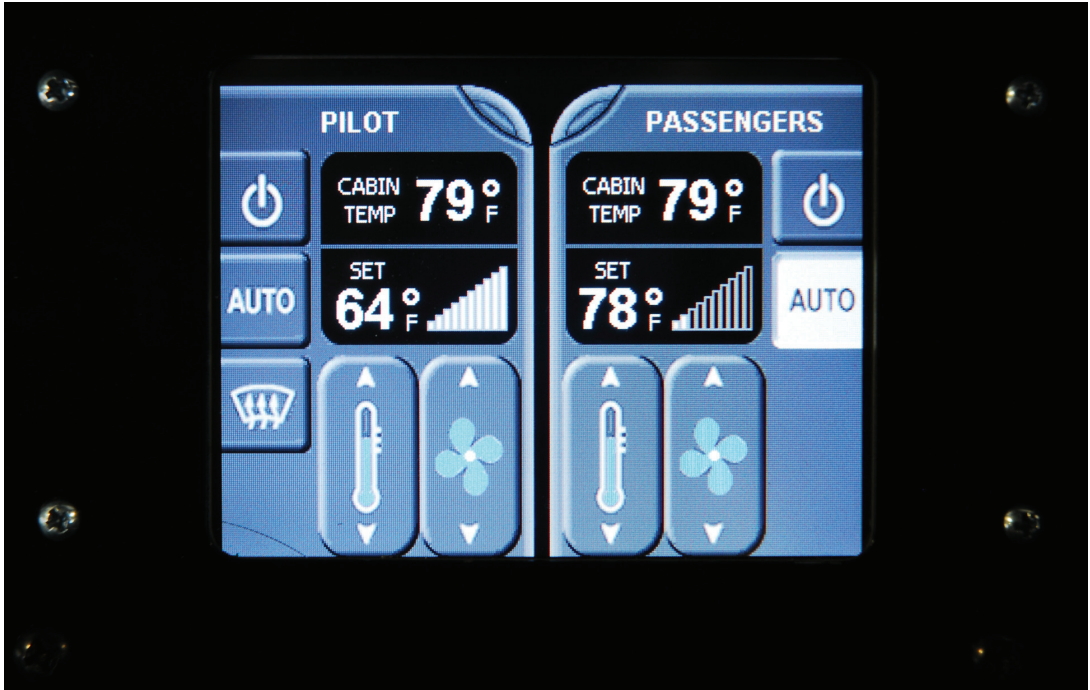 PILOT
CABIN TEMP 79° F
AUTO
SET 64° F
PASSENGERS
CABIN TEMP 79° F
SET 78° F
AUTO